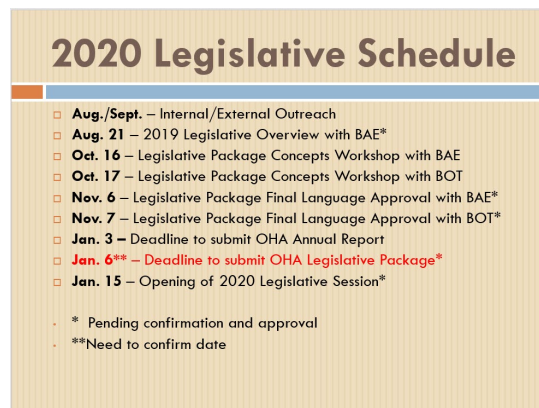 2020 Legislative Schedule
Aug./Sept. – Internal/External Outreach
Aug. 21 – 2019 Legislative Overview with BAE*
Oct. 16 – Legislative Package Concepts Workshop with BAE
Oct. 17 – Legislative Package Concepts Workshop with BOT
Nov. 6 – Legislative Package Final Language Approval with BAE*
Nov. 7 – Legislative Package Final Language Approval with BOT*
Jan. 3 – Deadline to submit OHA Annual Report
Jan. 6** – Deadline to submit OHA Legislative Package*
Jan. 15 – Opening of 2020 Legislative Session*
* Pending confirmation and approval
**Need to confirm date